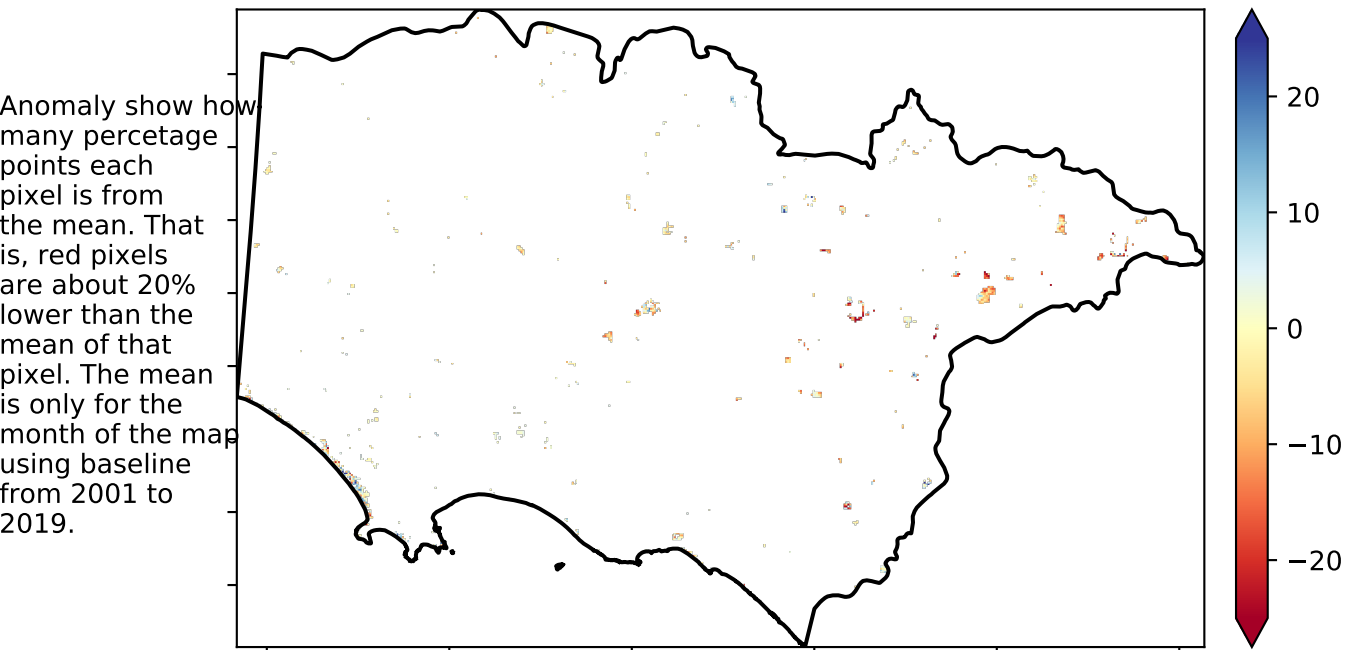 Anomaly show how
many percetage
points each
pixel is from
the mean. That
is, red pixels
are about 20%
lower than the
mean of that
pixel. The mean
is only for the
month of the map
using baseline
from 2001 to
2019.
20
10
0
−10
−20